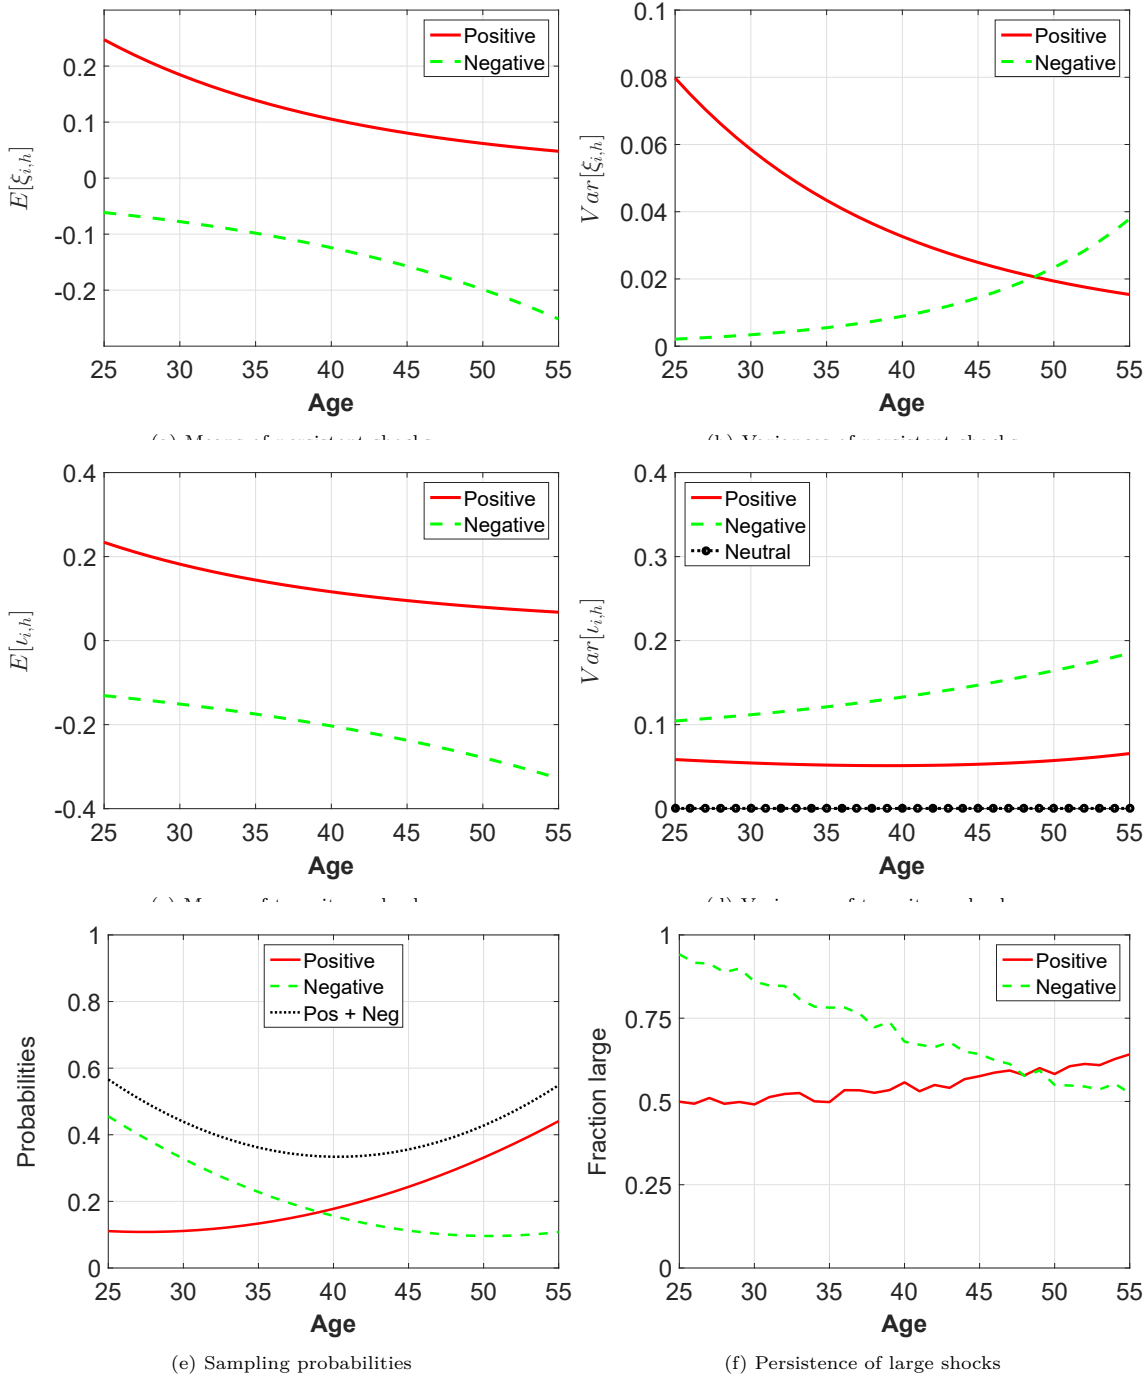 Positive
Negative
0.2
0.1
0
-0.1
-0.2
E[ξi,h]
25 30 35 40 45 50 55
Age
Positive
Negative
0.1
0.08
0.06
0.04
0.02
0
Var[ξi,h]
25 30 35 40 45 50 55
Age
Positive
Negative
0.4
0.2
0
-0.2
-0.4
E[ιi,h]
25 30 35 40 45 50 55
Age
Positive
Negative
Neutral
0.4
0.3
0.2
0.1
0
Var[ιi,h]
25 30 35 40 45 50 55
Age
Positive
Negative
Pos + Neg
1
0.8
0.6
0.4
0.2
0
Probabilities
25 30 35 40 45 50 55
Age
(e) Sampling probabilities
Positive
Negative
1
0.75
0.5
0.25
0
Fraction large
25 30 35 40 45 50 55
Age
(f) Persistence of large shocks